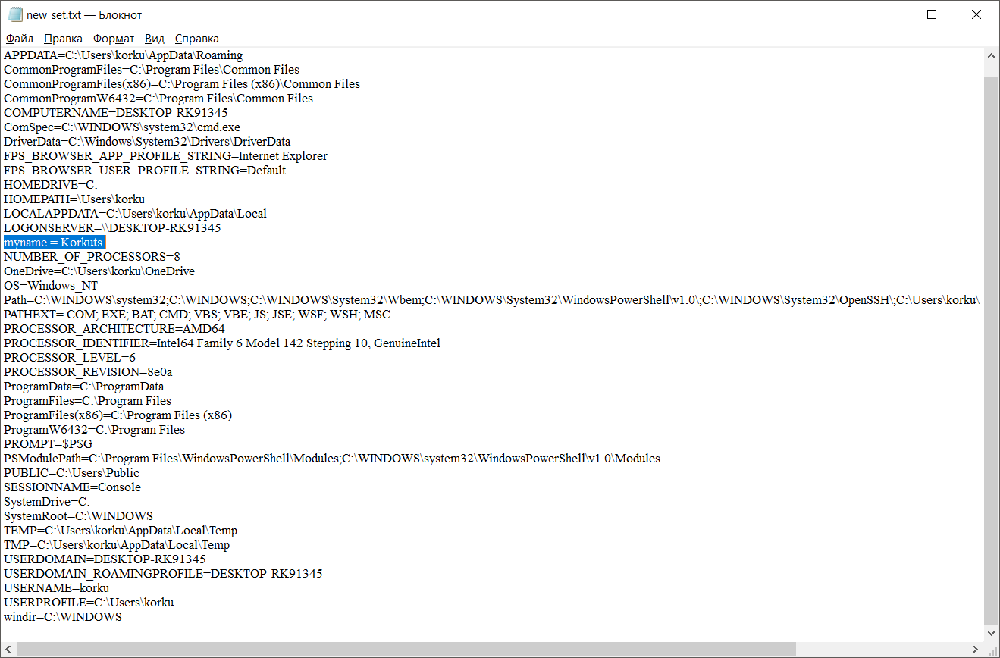 new_set.txt — Блокнот
Файл Правка Формат Вид Справка
APPDATA=C:\Users\korku\AppData\Roaming
CommonProgramFiles=C:\Program Files\Common Files
CommonProgramFiles(x86)=C:\Program Files (x86)\Common Files
CommonProgramW6432=C:\Program Files\Common Files
COMPUTERNAME=DESKTOP-RK91345
ComSpec=C:\WINDOWS\system32\cmd.exe
DriverData=C:\Windows\System32\Drivers\DriverData
FPS_BROWSER_APP_PROFILE_STRING=Internet Explorer
FPS_BROWSER_USER_PROFILE_STRING=Default
HOMEDRIVE=C:
HOMEPATH=\Users\korku
LOCALAPPDATA=C:\Users\korku\AppData\Local
LOGONSERVER=\\DESKTOP-RK91345
myname = Korkuts
NUMBER_OF_PROCESSORS=8
OneDrive=C:\Users\korku\OneDrive
OS=Windows_NT
Path=C:\WINDOWS\system32;C:\WINDOWS;C:\WINDOWS\System32\Wbem;C:\WINDOWS\System32\WindowsPowerShell\v1.0\;C:\WINDOWS\System32\OpenSSH\;C:\Users\korku\
PATHEXT=.COM;.EXE;.BAT;.CMD;.VBS;.VBE;.JS;.JSE;.WSF;.WSH;.MSC
PROCESSOR_ARCHITECTURE=AMD64
PROCESSOR_IDENTIFIER=Intel64 Family 6 Model 142 Stepping 10, GenuineIntel
PROCESSOR_LEVEL=6
PROCESSOR_REVISION=8e0a
ProgramData=C:\ProgramData
ProgramFiles=C:\Program Files
ProgramFiles(x86)=C:\Program Files (x86)
ProgramW6432=C:\Program Files
PROMPT=$P$G
PSModulePath=C:\Program Files\WindowsPowerShell\Modules;C:\WINDOWS\system32\WindowsPowerShell\v1.0\Modules
PUBLIC=C:\Users\Public
SESSIONNAME=Console
SystemDrive=C:
SystemRoot=C:\WINDOWS
TEMP=C:\Users\korku\AppData\Local\Temp
TMP=C:\Users\korku\AppData\Local\Temp
USERDOMAIN=DESKTOP-RK91345
USERDOMAIN_ROAMINGPROFILE=DESKTOP-RK91345
USERNAME=korku
USERPROFILE=C:\Users\korku
windir=C:\WINDOWS